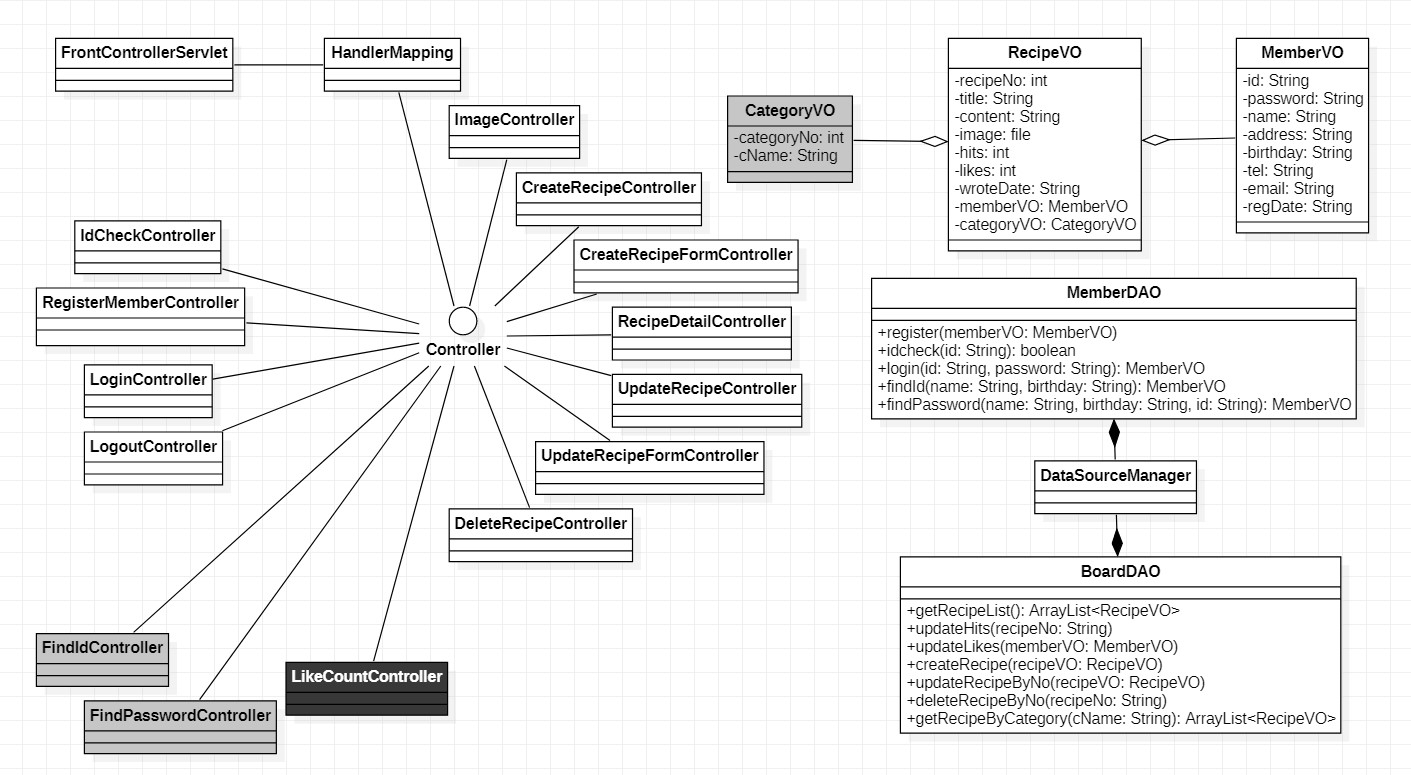 FrontControllerServlet
HandlerMapping
ImageController
CreateRecipeController
CreateRecipeFormController
RecipeDetailController
UpdateRecipeController
UpdateRecipeFormController
DeleteRecipeController
Controller
IdCheckController
RegisterMemberController
LoginController
LogoutController
FindIdController
FindPasswordController
LikeCountController
CategoryVO
-categoryNo: int
-cName: String
RecipeVO
-recipeNo: int
-title: String
-content: String
-image: file
-hits: int
-likes: int
-wroteDate: String
-memberVO: MemberVO
-categoryVO: CategoryVO
MemberVO
-id: String
-password: String
-name: String
-address: String
-birthday: String
-tel: String
-email: String
-regDate: String
MemberDAO
+register(memberVO: MemberVO)
+idcheck(id: String): boolean
+login(id: String, password: String): MemberVO
+findId(name: String, birthday: String): MemberVO
+findPassword(name: String, birthday: String, id: String): MemberVO
DataSourceManager
BoardDAO
+getRecipeList(): ArrayList<RecipeVO>
+updateHits(recipeNo: String)
+updateLikes(memberVO: MemberVO)
+createRecipe(recipeVO: RecipeVO)
+updateRecipeByNo(recipeVO: RecipeVO)
+deleteRecipeByNo(recipeNo: String)
+getRecipeByCategory(cName: String): ArrayList<RecipeVO>